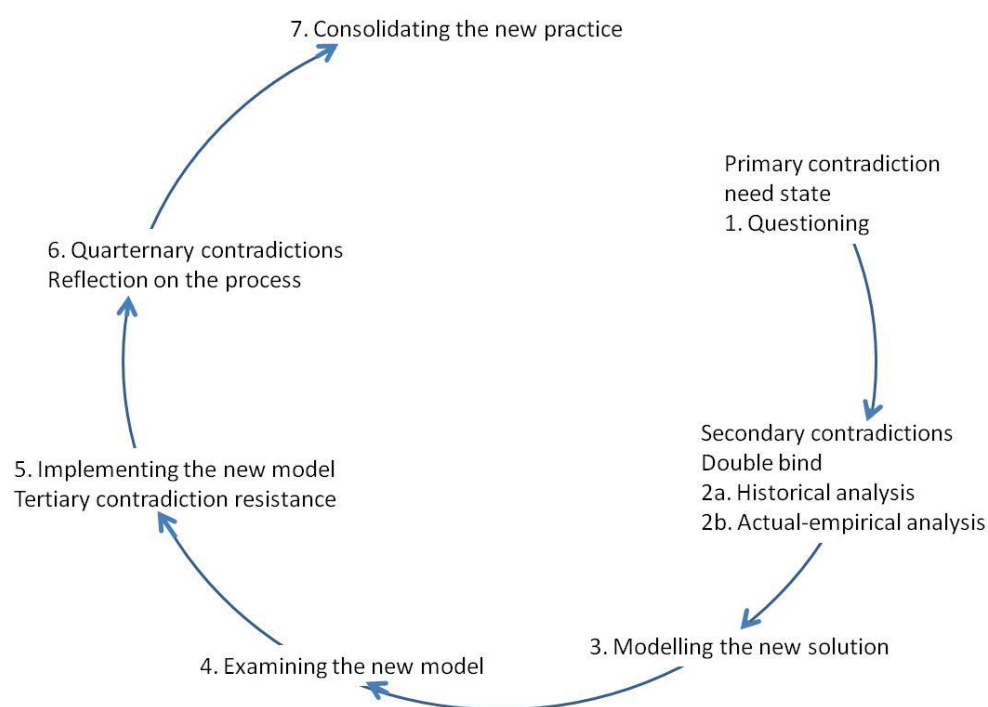 7. Consolidating the new practice
Primary contradiction
need state
1. Questioning
6. Quarternary contradictions
Reflection on the process
Secondary contradictions
Double bind
2a. Historical analysis
2b. Actual-empirical analysis
5. Implementing the new model
Tertiary contradiction resistance
3. Modelling the new solution
4. Examining the new model